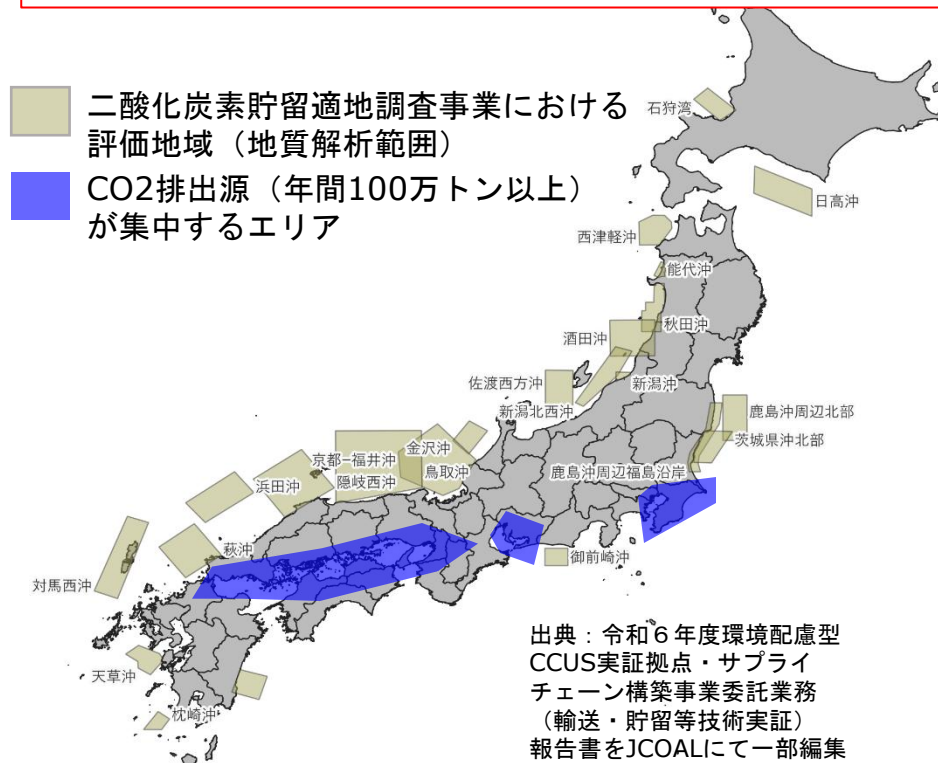 二酸化炭素貯留適地調査事業における
評価地域（地質解析範囲）
CO2排出源（年間100万トン以上）
が集中するエリア
石狩湾
日高沖
西津軽沖
能代沖
酒田沖
秋田沖
佐渡西方沖
新潟沖
新潟北西沖
鹿島沖周辺北部
茨城県沖北部
金沢沖
京都−福井沖
鳥取沖
鹿島沖周辺福島沿岸
浜田沖
隠岐西沖
萩沖
御前崎沖
対馬西沖
天草沖
枕崎沖
出典：令和６年度環境配慮型
CCUS実証拠点・サプライ
チェーン構築事業委託業務
（輸送・貯留等技術実証）
報告書をJCOALにて一部編集